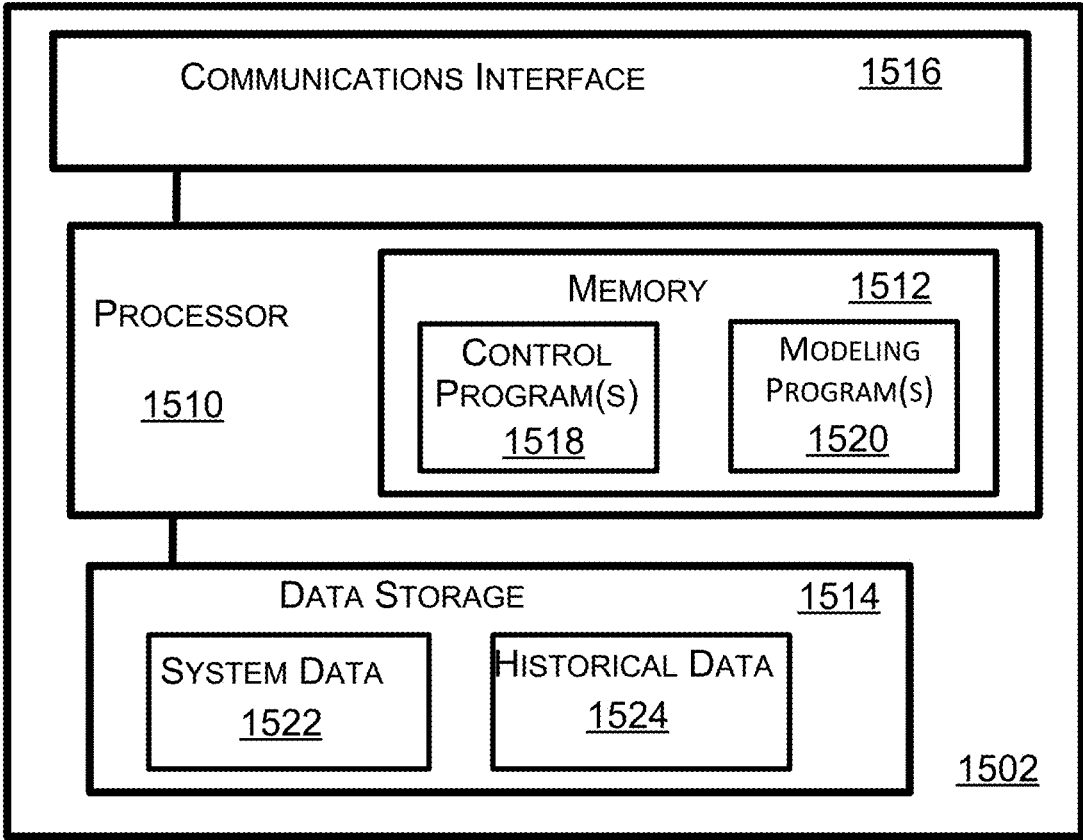 COMMUNICATIONS INTERFACE 1516
PROCESSOR
1510
MEMORY 1512
CONTROL
PROGRAM(S)
1518
MODELING
PROGRAM(S)
1520
DATA STORAGE 1514
SYSTEM DATA
1522
HISTORICAL DATA
1524
1502